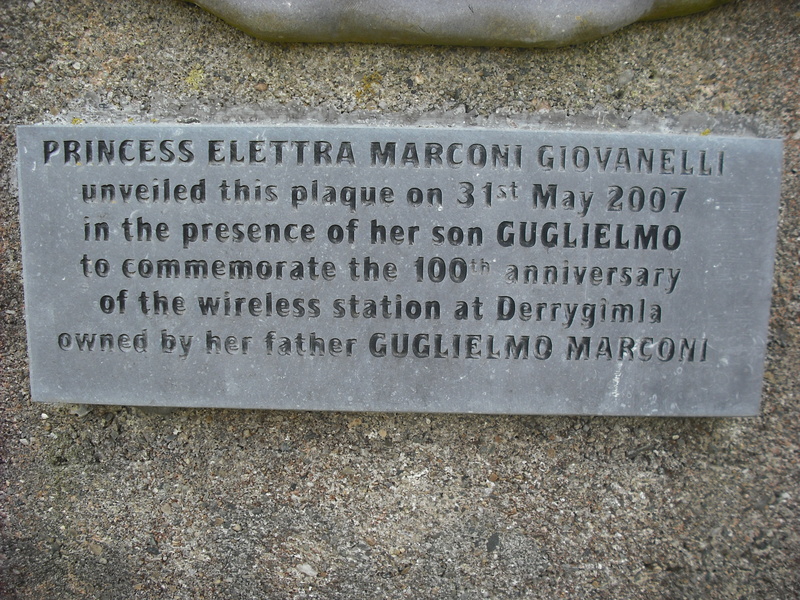 PRINCESS ELETTRA MARCONI GIOVANELLI
unveiled this plaque on 31st May 2007
in the presence of her son GUGLIELMO
to commemorate the 100th anniversary
of the wireless station at Derrygimla
owned by her father GUGLIELMO MARCONI